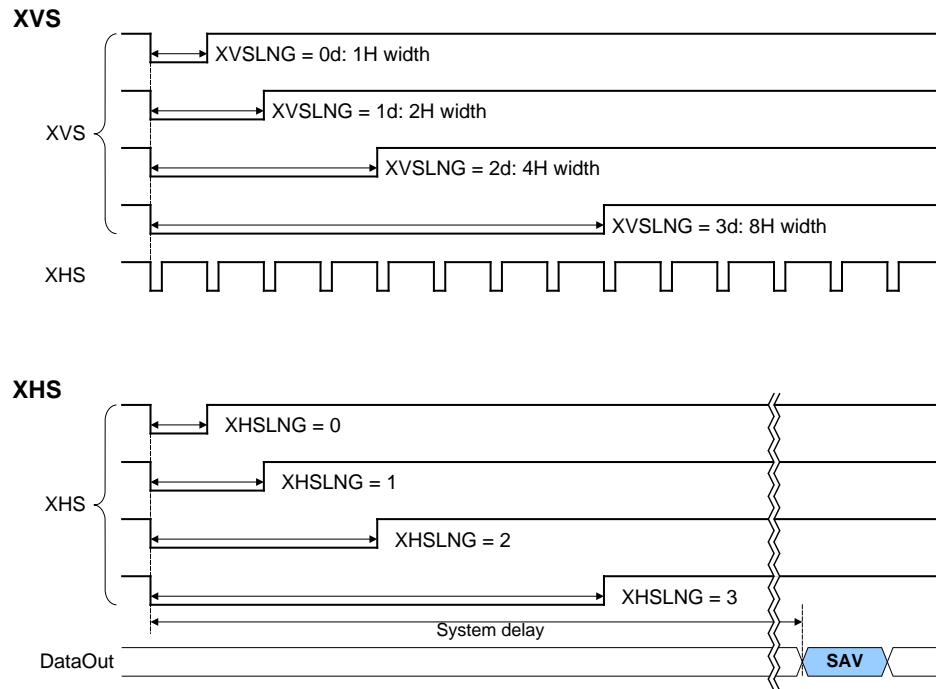 XVS
XVSLNG = 0d: 1H width
XVSLNG = 1d: 2H width
XVS
XVSLNG = 2d: 4H width
XVSLNG = 3d: 8H width
XHS
XHS
XHSLNG = 0
XHSLNG = 1
XHS
XHSLNG = 2
XHSLNG = 3
System delay
DataOut
SAV